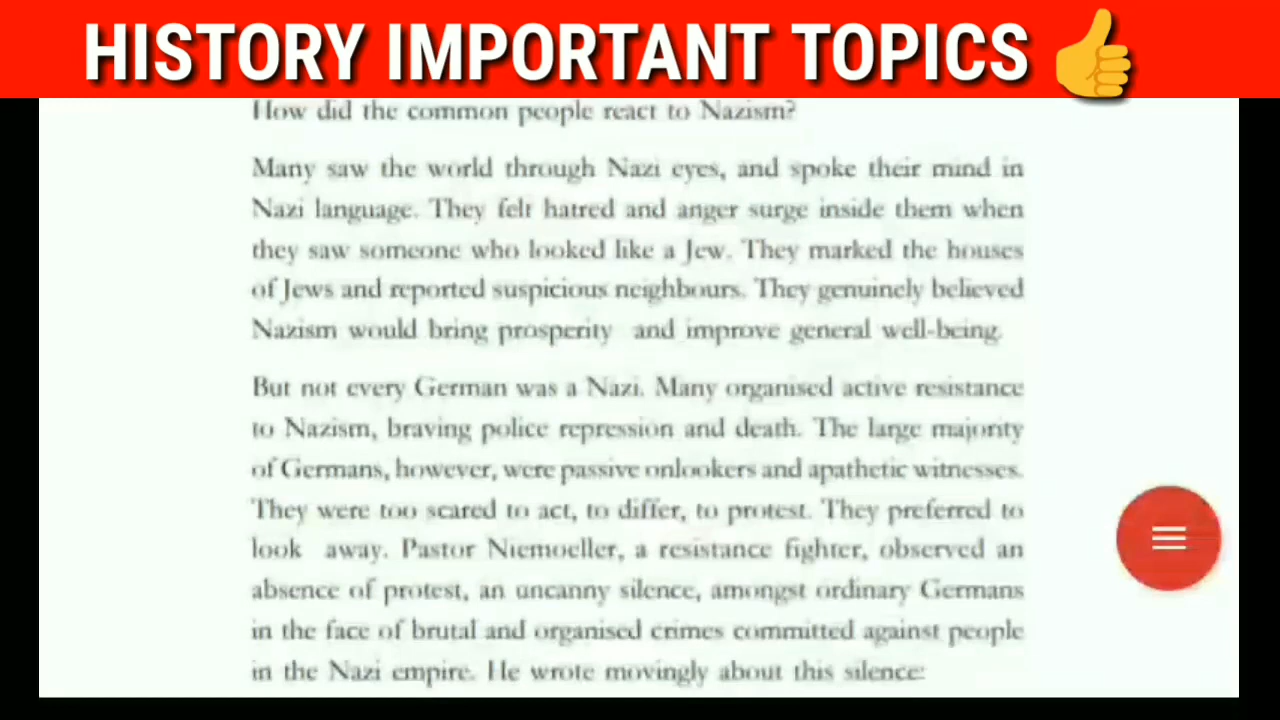 HISTORY IMPORTANT TOPICS
How did the common people react to Nazism?
Many saw the world through Nazi eyes, and spoke their mind in
Nazi language. They felt hatred and anger surge inside them when
they saw someone who looked like a Jew. They marked the houses
of Jews and reported suspicious neighbours. They genuinely believed
Nazism would bring prosperity and improve general well-being.
But not every German was a Nazi. Many organised active resistance
to Nazism, braving police repression and death. The large majority
of Germans, however, were passive onlookers and apathetic witnesses.
They were too scared to act, to differ, to protest. They preferred to
look away. Pastor Niemoeller, a resistance fighter, observed an
absence of protest, an uncanny silence, amongst ordinary Germans
in the face of brutal and organised crimes committed against people
in the Nazi empire. He wrote movingly about this silence: